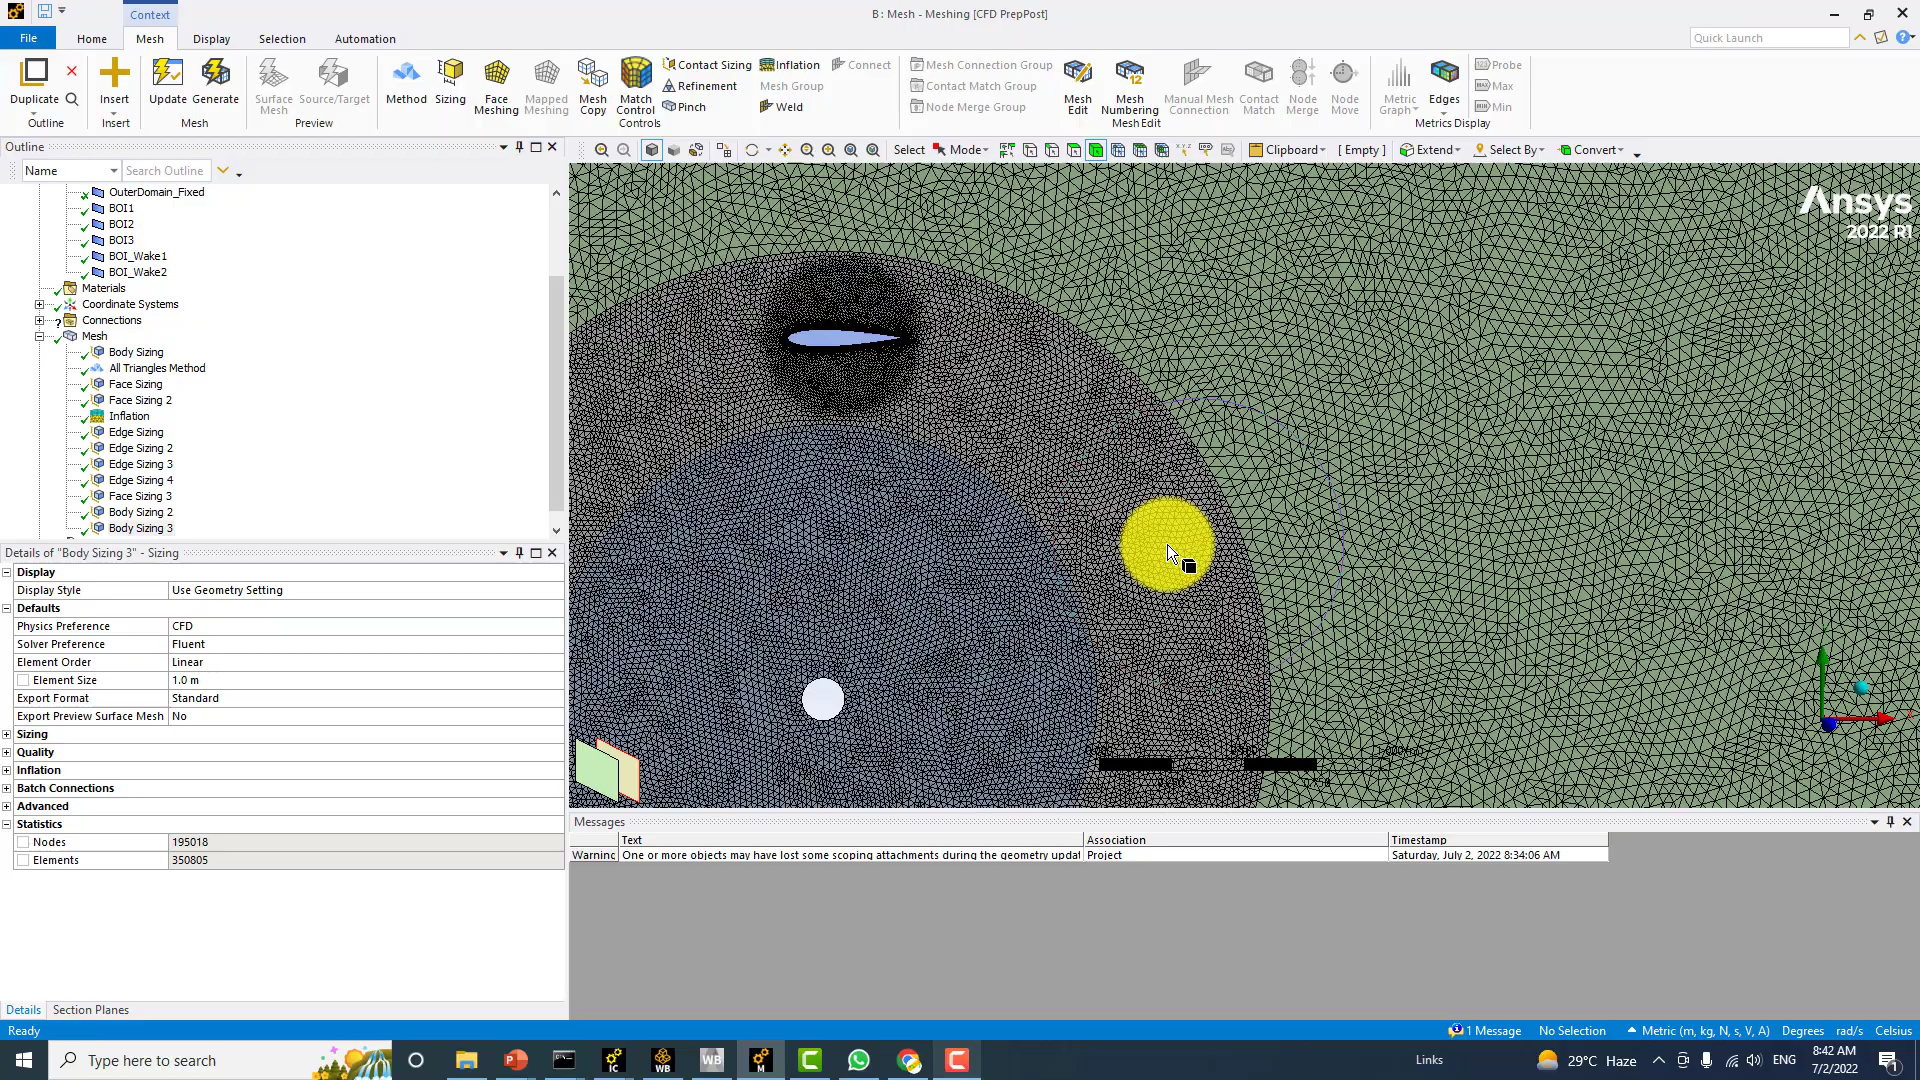 Context
B : Mesh - Meshing [CFD PrepPost]
File
Home
Mesh
Display
Selection
Automation
Quick Launch
Duplicate
Outline
Insert
Insert
Update
Generate
Mesh
Surface
Mesh
Source/Target
Preview
Method
Sizing
Face
Meshing
Mapped
Meshing
Mesh
Copy
Match
Control
Contact Sizing
Refinement
Pinch
Inflation
Mesh Group
Weld
Connect
Controls
Mesh Connection Group
Contact Match Group
Node Merge Group
Mesh
Edit
Mesh
Numbering
Manual Mesh
Connection
Contact
Match
Node
Merge
Node
Move
Mesh Edit
Metric
Graph
Edges
Probe
Max
Min
Metrics Display
Outline
Select
Mode
Clipboard
[ Empty ]
Extend
Select By
Convert
Name
Search Outline
OuterDomain_Fixed
BOI1
BOI2
BOI3
BOI_Wake1
BOI_Wake2
Materials
Coordinate Systems
Connections
Mesh
Body Sizing
All Triangles Method
Face Sizing
Face Sizing 2
Inflation
Edge Sizing
Edge Sizing 2
Edge Sizing 3
Edge Sizing 4
Face Sizing 3
Body Sizing 2
Body Sizing 3
Ansys
2022 R1
Details of "Body Sizing 3" - Sizing
Display
Display Style Use Geometry Setting
Defaults
Physics Preference CFD
Solver Preference Fluent
Element Order Linear
Element Size 1.0 m
Export Format Standard
Export Preview Surface Mesh No
Sizing
Quality
Inflation
Batch Connections
Advanced
Statistics
Nodes 195018
Elements 350805
Messages
Text Association Timestamp
Warning One or more objects may have lost some scoping attachments during the geometry updat Project Saturday, July 2, 2022 8:34:06 AM
Details
Section Planes
Ready
1 Message
No Selection
Metric (m, kg, N, s, V, A)
Degrees
rad/s
Celsius
Type here to search
Links
29°C Haze
ENG
8:42 AM
7/2/2022